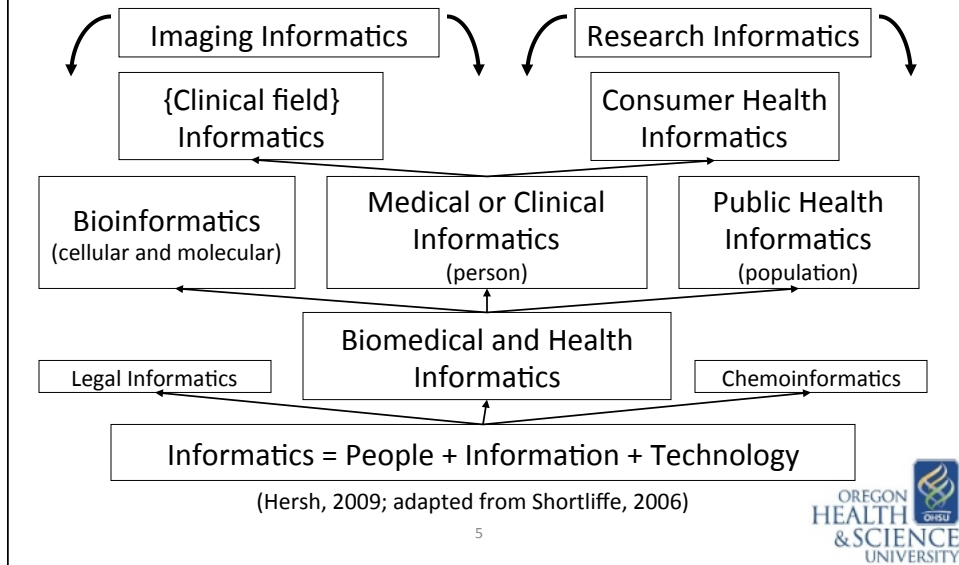 Imaging Informatics
Research Informatics
{Clinical field}
Informatics
Consumer Health
Informatics
Bioinformatics
(cellular and molecular)
Medical or Clinical
Informatics
(person)
Public Health
Informatics
(population)
Biomedical and Health
Informatics
Legal Informatics
Chemoinformatics
Informatics = People + Information + Technology
(Hersh, 2009; adapted from Shortliffe, 2006)
5
OREGON
HEALTH
OHSU
& SCIENCE
UNIVERSITY